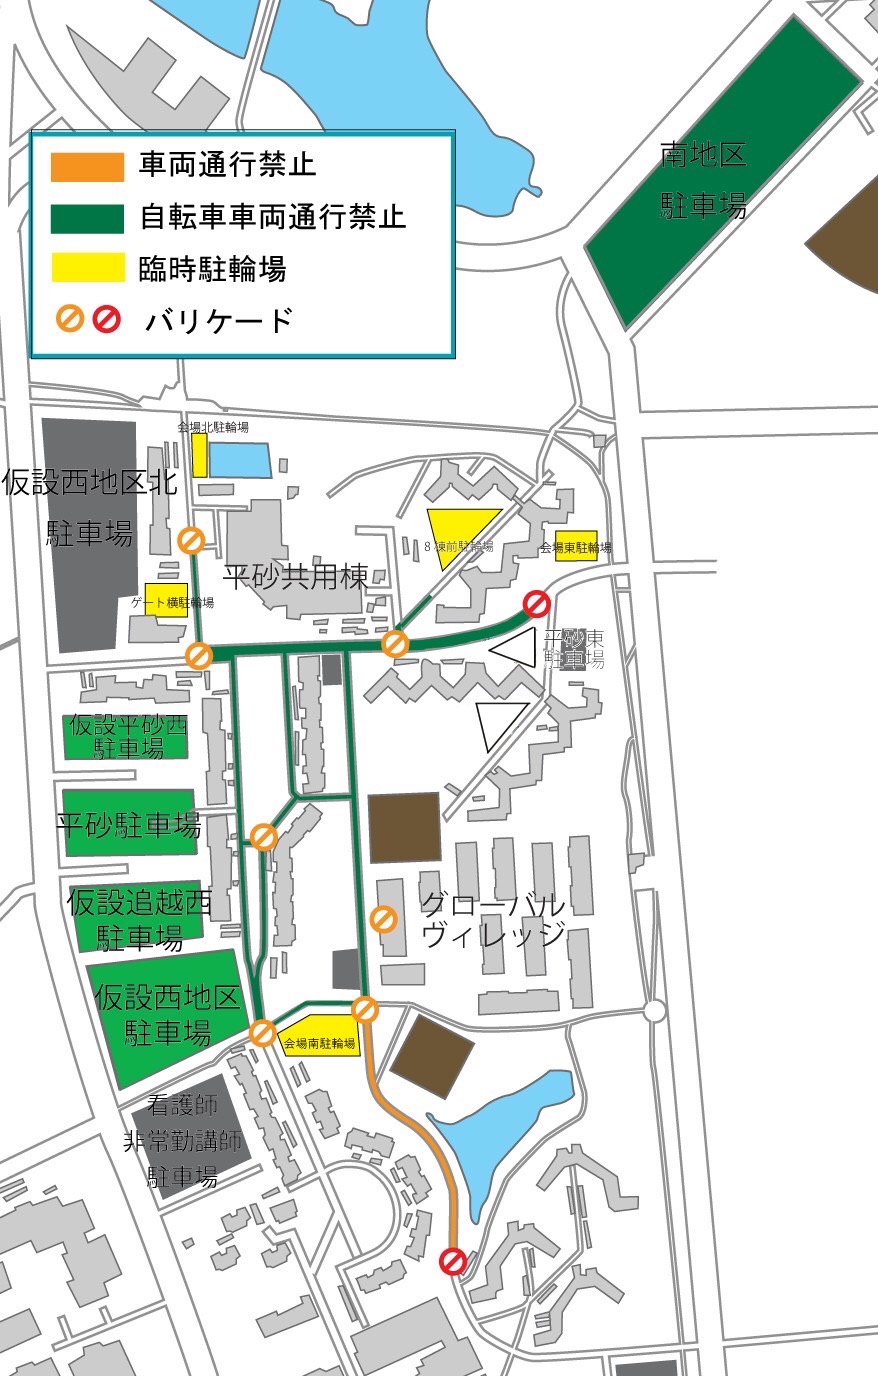 南地区
駐車場
車両通行禁止
自転車車両通行禁止
臨時駐輪場
バリケード
会場北駐輪場
仮設西地区北
駐車場
8棟前駐輪場
会場東駐輪場
平砂共用棟
ゲート横駐輪場
平砂東
駐車場
仮設平砂西
駐車場
平砂駐車場
仮設追越西
駐車場
グローバル
ヴィレッジ
仮設西地区
駐車場
会場南駐輪場
看護師
非常勤講師
駐車場